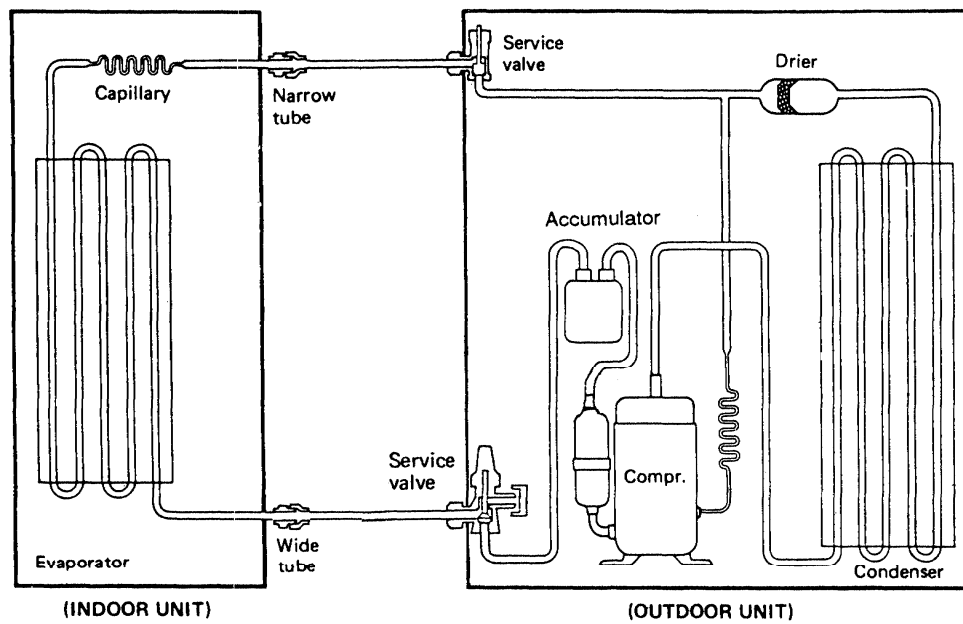 Service
valve
Drier
Capillary
Narrow
tube
Accumulator
Service
valve
Compr.
Wide
tube
Evaporator
Condenser
(INDOOR UNIT)
(OUTDOOR UNIT)